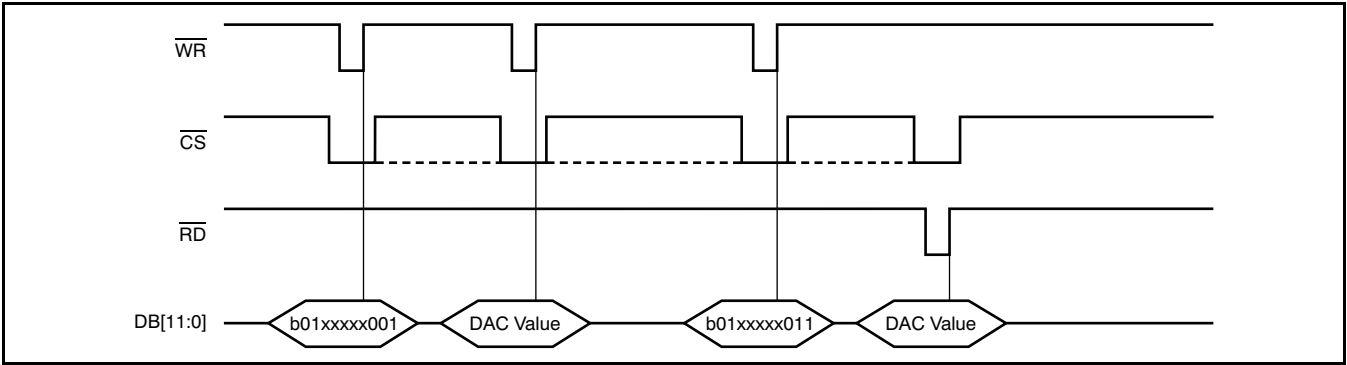 WR
CS
RD
DB[11:0] b01xxxxx001 DAC Value b01xxxxx011 DAC Value